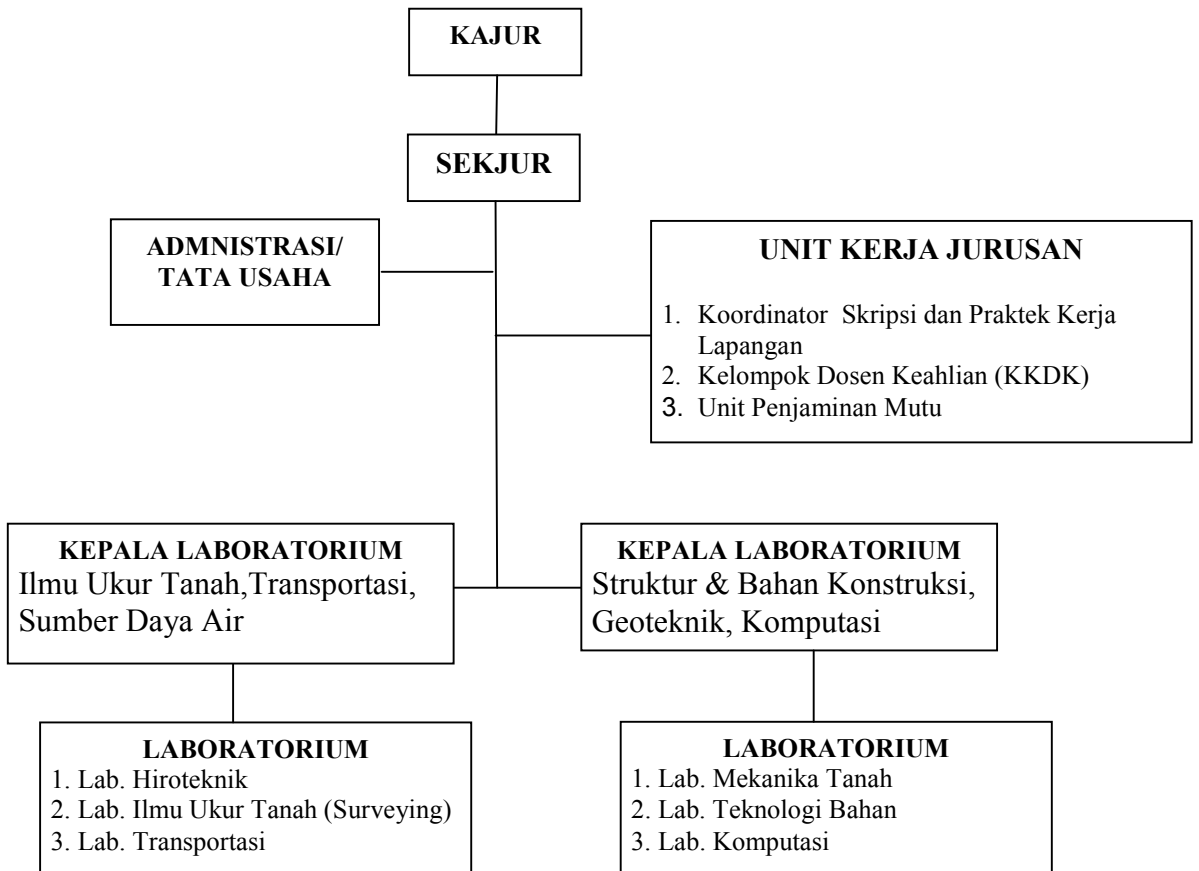 KAJUR
SEKJUR
ADMNISTRASI/
TATA USAHA
UNIT KERJA JURUSAN
1. Koordinator Skripsi dan Praktek Kerja
Lapangan
2. Kelompok Dosen Keahlian (KKDK)
3. Unit Penjaminan Mutu
KEPALA LABORATORIUM
Ilmu Ukur Tanah,Transportasi,
Sumber Daya Air
KEPALA LABORATORIUM
Struktur & Bahan Konstruksi,
Geoteknik, Komputasi
LABORATORIUM
1. Lab. Hiroteknik
2. Lab. Ilmu Ukur Tanah (Surveying)
3. Lab. Transportasi
LABORATORIUM
1. Lab. Mekanika Tanah
2. Lab. Teknologi Bahan
3. Lab. Komputasi